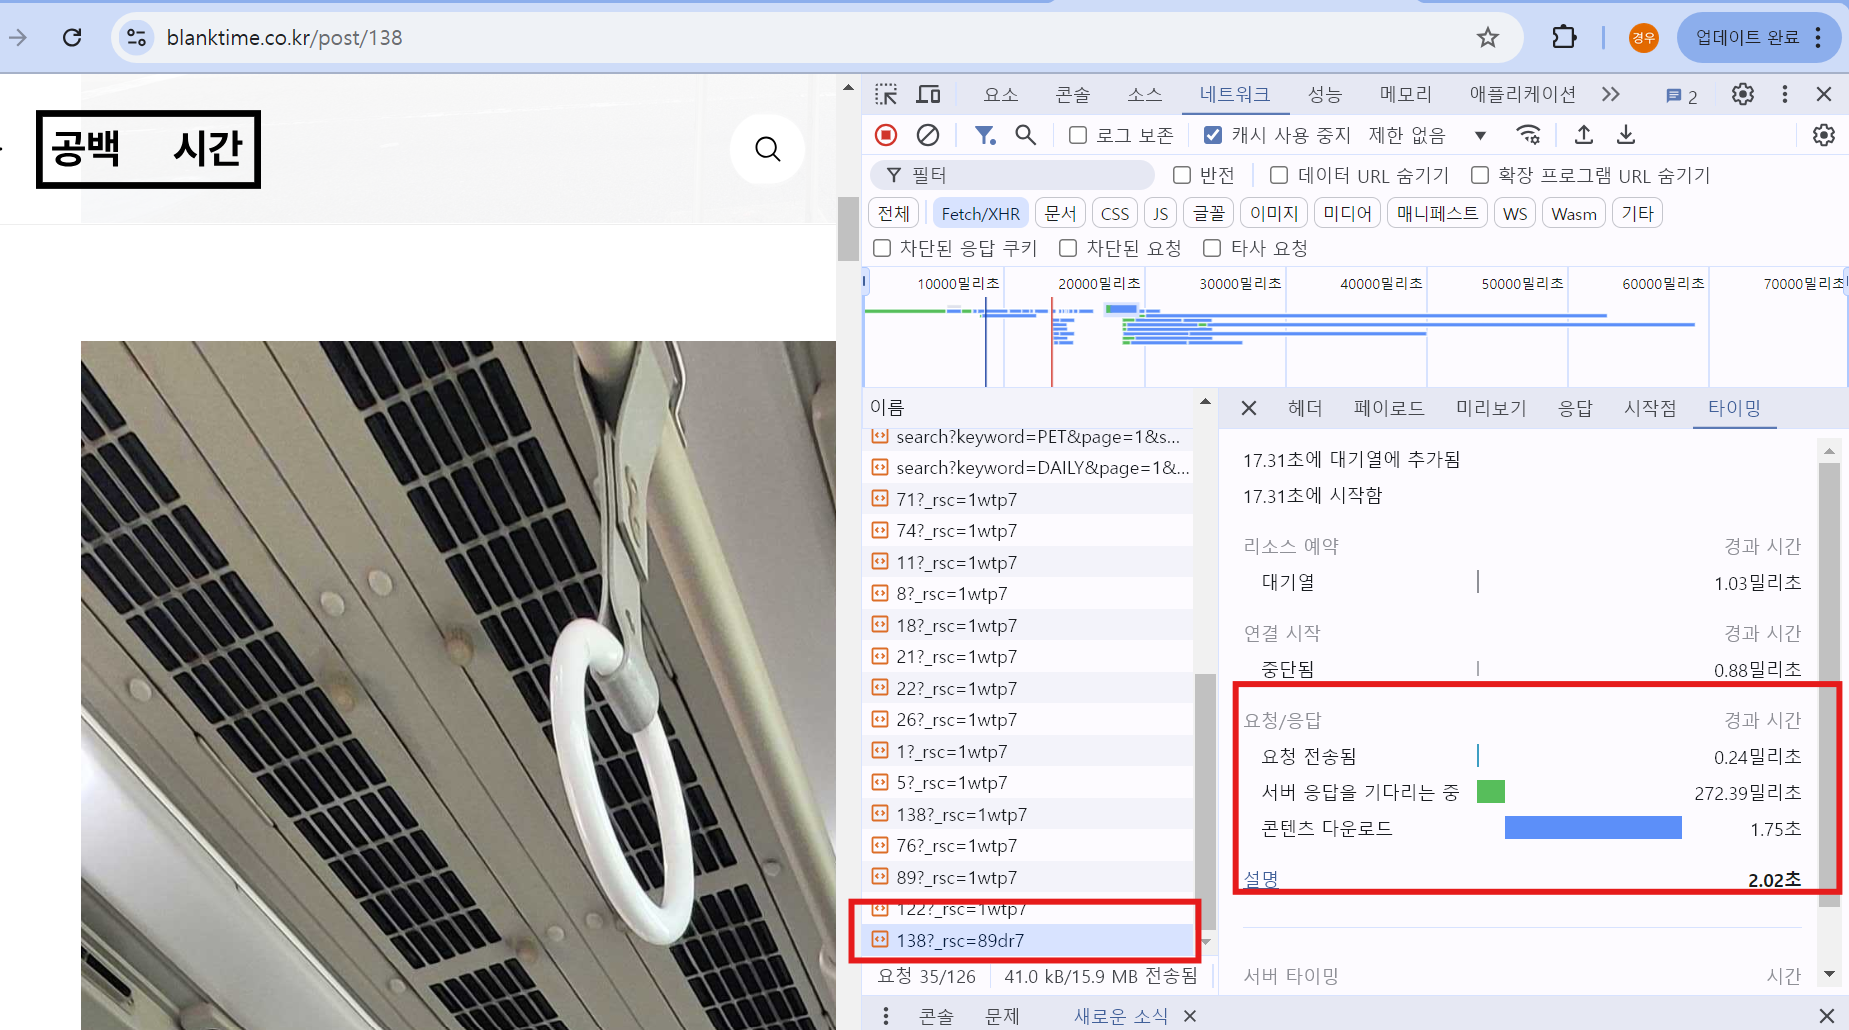 blanktime.co.kr/post/138
경우
업데이트 완료
공백 시간
요소 콘솔 소스 네트워크 성능 메모리 애플리케이션 2
로그 보존 캐시 사용 중지 제한 없음
필터 반전 데이터 URL 숨기기 확장 프로그램 URL 숨기기
전체 Fetch/XHR 문서 CSS JS 글꼴 이미지 미디어 매니페스트 WS Wasm 기타
차단된 응답 쿠키 차단된 요청 타사 요청
10000밀리초 20000밀리초 30000밀리초 40000밀리초 50000밀리초 60000밀리초 70000밀리초
이름
search?keyword=PET&page=1&s...
search?keyword=DAILY&page=1&...
71?_rsc=1wtp7
74?_rsc=1wtp7
11?_rsc=1wtp7
8?_rsc=1wtp7
18?_rsc=1wtp7
21?_rsc=1wtp7
22?_rsc=1wtp7
26?_rsc=1wtp7
1?_rsc=1wtp7
5?_rsc=1wtp7
138?_rsc=1wtp7
76?_rsc=1wtp7
89?_rsc=1wtp7
122?_rsc=1wtp7
138?_rsc=89dr7
요청 35/126 41.0 kB/15.9 MB 전송됨
헤더 페이로드 미리보기 응답 시작점 타이밍
17.31초에 대기열에 추가됨
17.31초에 시작함
리소스 예약 경과 시간
대기열 1.03밀리초
연결 시작 경과 시간
중단됨 0.88밀리초
요청/응답 경과 시간
요청 전송됨 0.24밀리초
서버 응답을 기다리는 중 272.39밀리초
콘텐츠 다운로드 1.75초
설명 2.02초
서버 타이밍 시간
콘솔 문제 새로운 소식